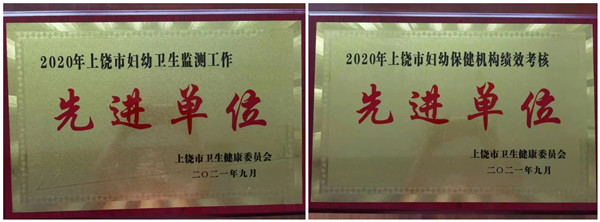 2020年上饶市妇幼卫生监测工作
先进单位
上饶市卫生健康委员会
二〇二一年九月
2020年上饶市妇幼保健机构绩效考核
先进单位
上饶市卫生健康委员会
二〇二一年九月